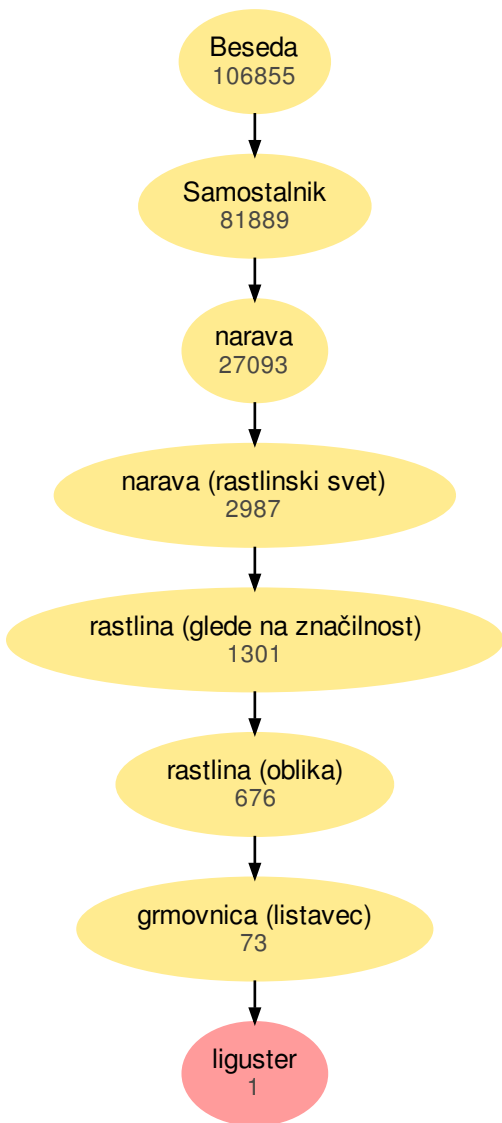 Beseda
106855
Samostalnik
81889
narava
27093
narava (rastlinski svet)
2987
rastlina (glede na značilnost)
1301
rastlina (oblika)
676
grmovnica (listavec)
73
liguster
1